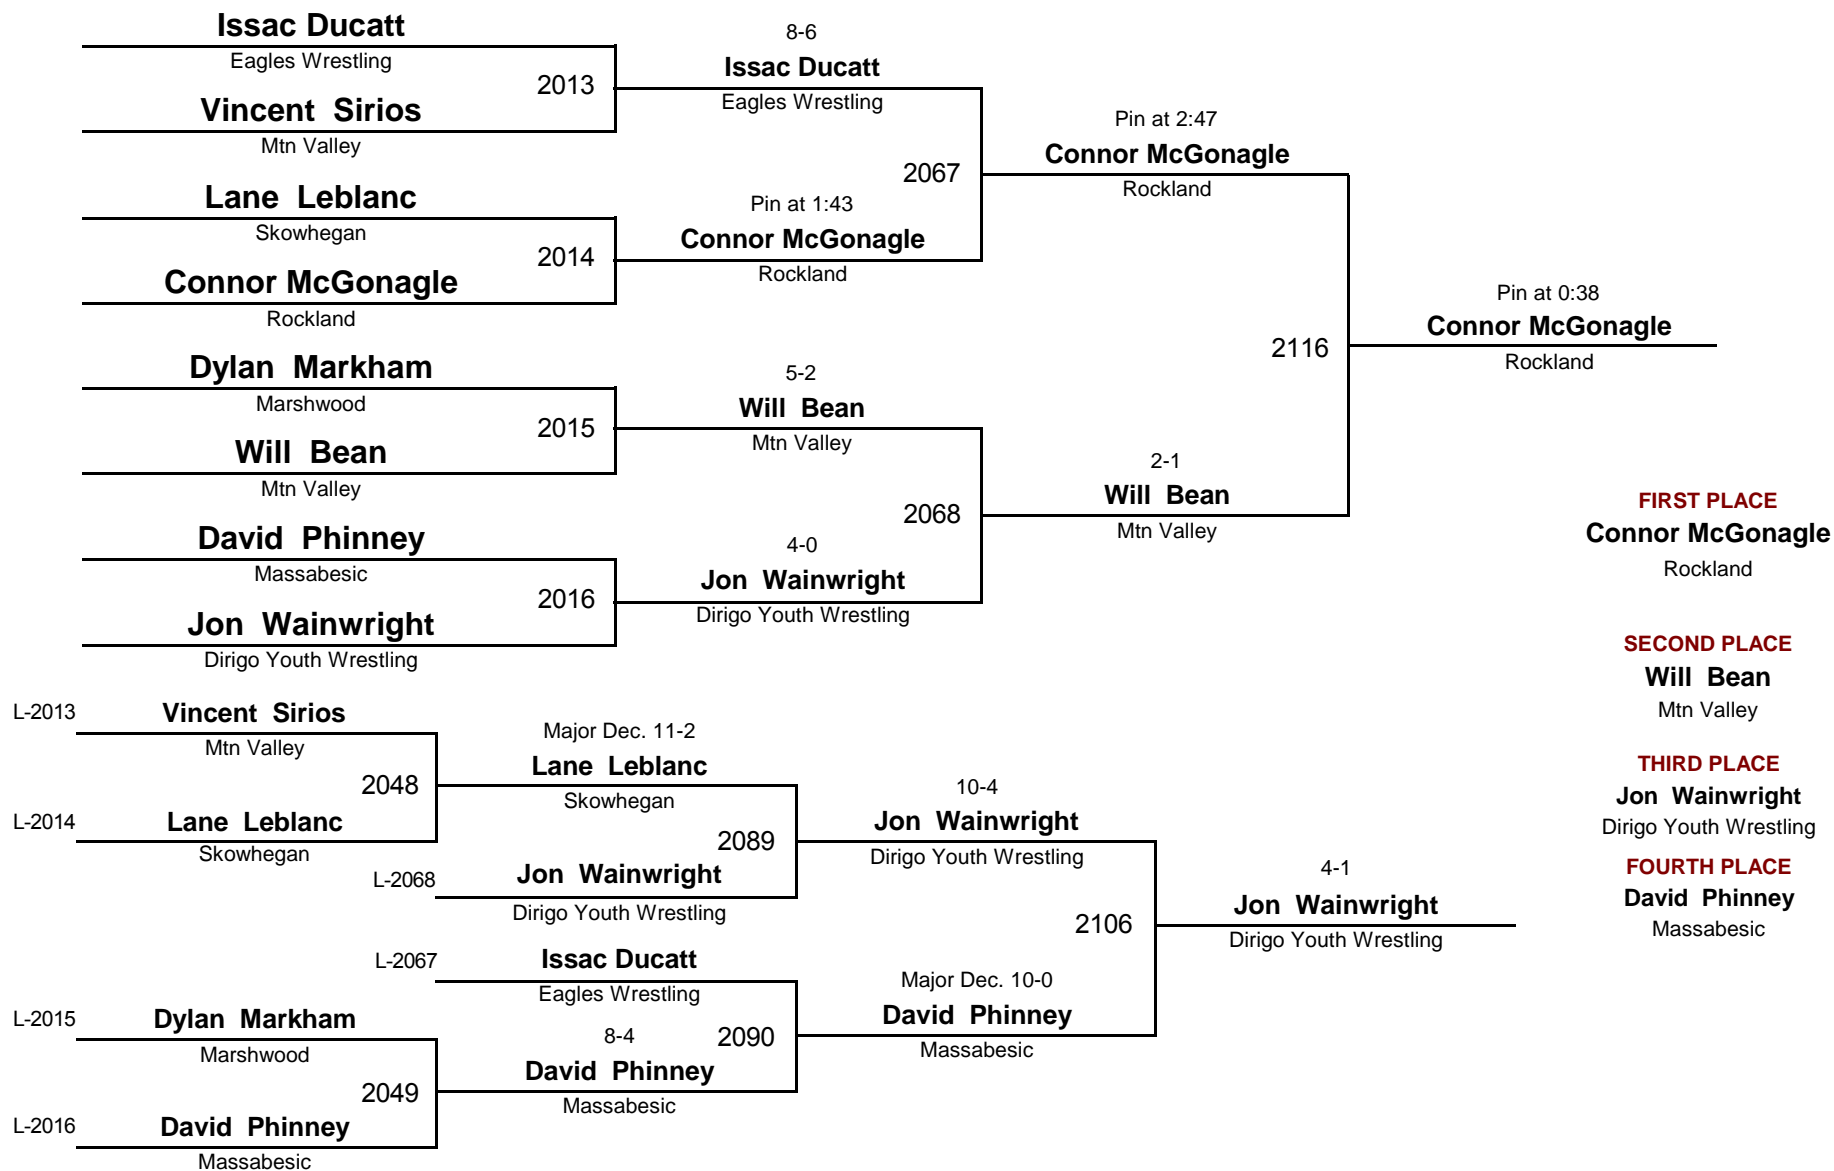 Issac Ducatt
Eagles Wrestling
2013
Vincent Sirios
Mtn Valley
8-6
Issac Ducatt
Eagles Wrestling
Lane Leblanc
Skowhegan
2014
Connor McGonagle
Rockland
Pin at 1:43
Connor McGonagle
Rockland
2067
Pin at 2:47
Connor McGonagle
Rockland
Dylan Markham
Marshwood
2015
Will Bean
Mtn Valley
5-2
Will Bean
Mtn Valley
David Phinney
Massabesic
2016
Jon Wainwright
Dirigo Youth Wrestling
4-0
Jon Wainwright
Dirigo Youth Wrestling
2068
2-1
Will Bean
Mtn Valley
2116
Pin at 0:38
Connor McGonagle
Rockland
FIRST PLACE
Connor McGonagle
Rockland
SECOND PLACE
Will Bean
Mtn Valley
THIRD PLACE
Jon Wainwright
Dirigo Youth Wrestling
FOURTH PLACE
David Phinney
Massabesic
L-2013
Vincent Sirios
Mtn Valley
2048
L-2014
Lane Leblanc
Skowhegan
Major Dec. 11-2
Lane Leblanc
Skowhegan
2089
L-2068
Jon Wainwright
Dirigo Youth Wrestling
10-4
Jon Wainwright
Dirigo Youth Wrestling
L-2067
Issac Ducatt
Eagles Wrestling
2090
L-2015
Dylan Markham
Marshwood
2049
L-2016
David Phinney
Massabesic
8-4
David Phinney
Massabesic
Major Dec. 10-0
David Phinney
Massabesic
2106
4-1
Jon Wainwright
Dirigo Youth Wrestling